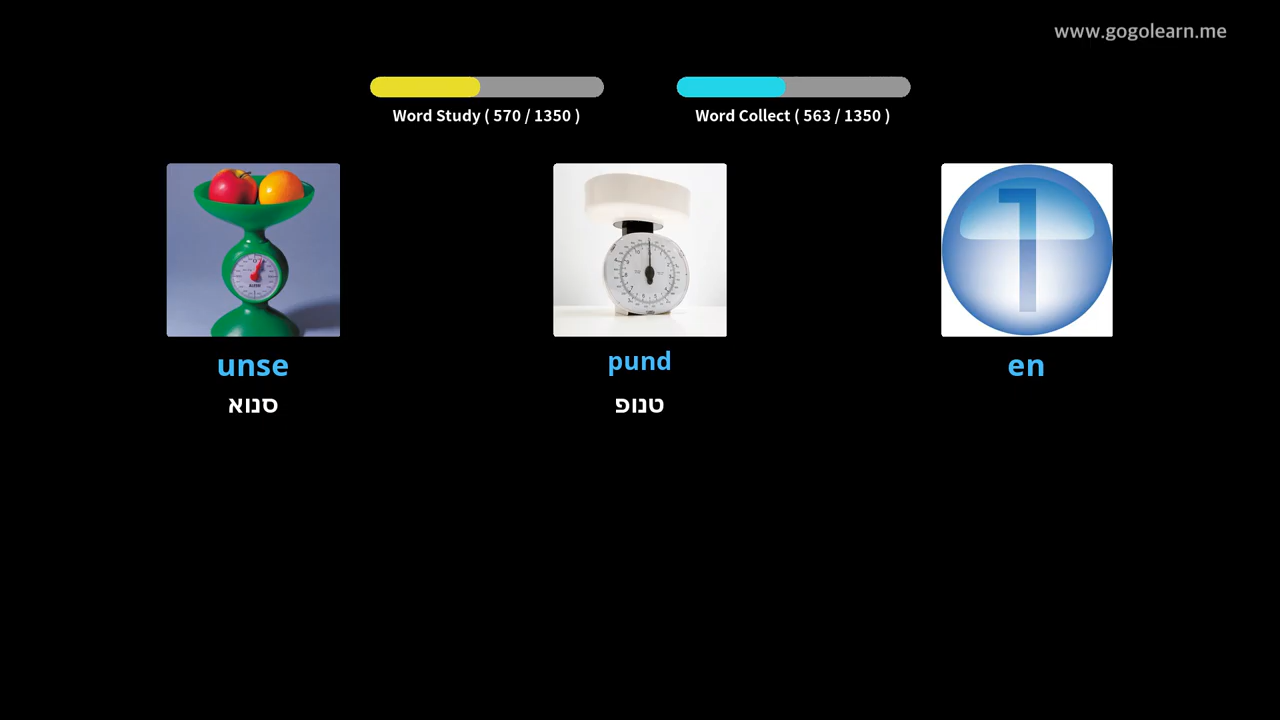 www.gogolearn.me
Word Study ( 570 / 1350 )
Word Collect ( 563 / 1350 )
unse
pund
en
סנוא
טנופ